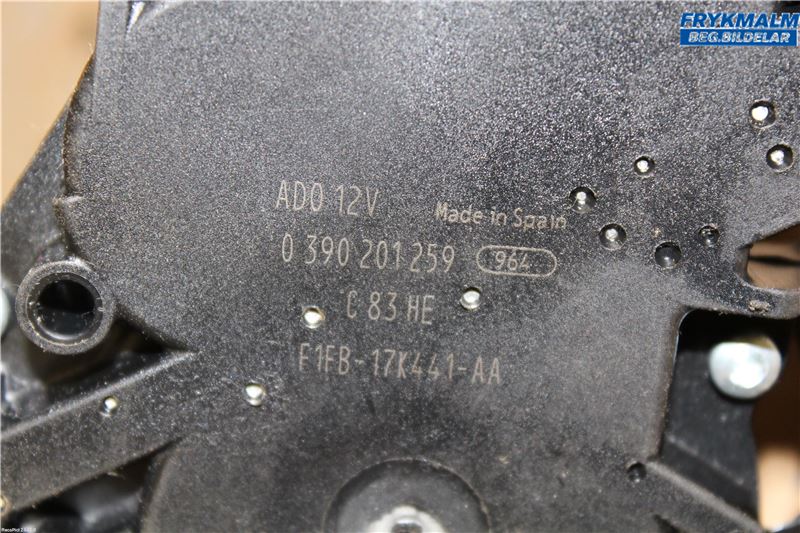 FRYKMALM
BEG.BILDELAR
ADO 12V
Made in Spain
0 390 201 259
964
C 83 HE
F1FB-17K441-AA